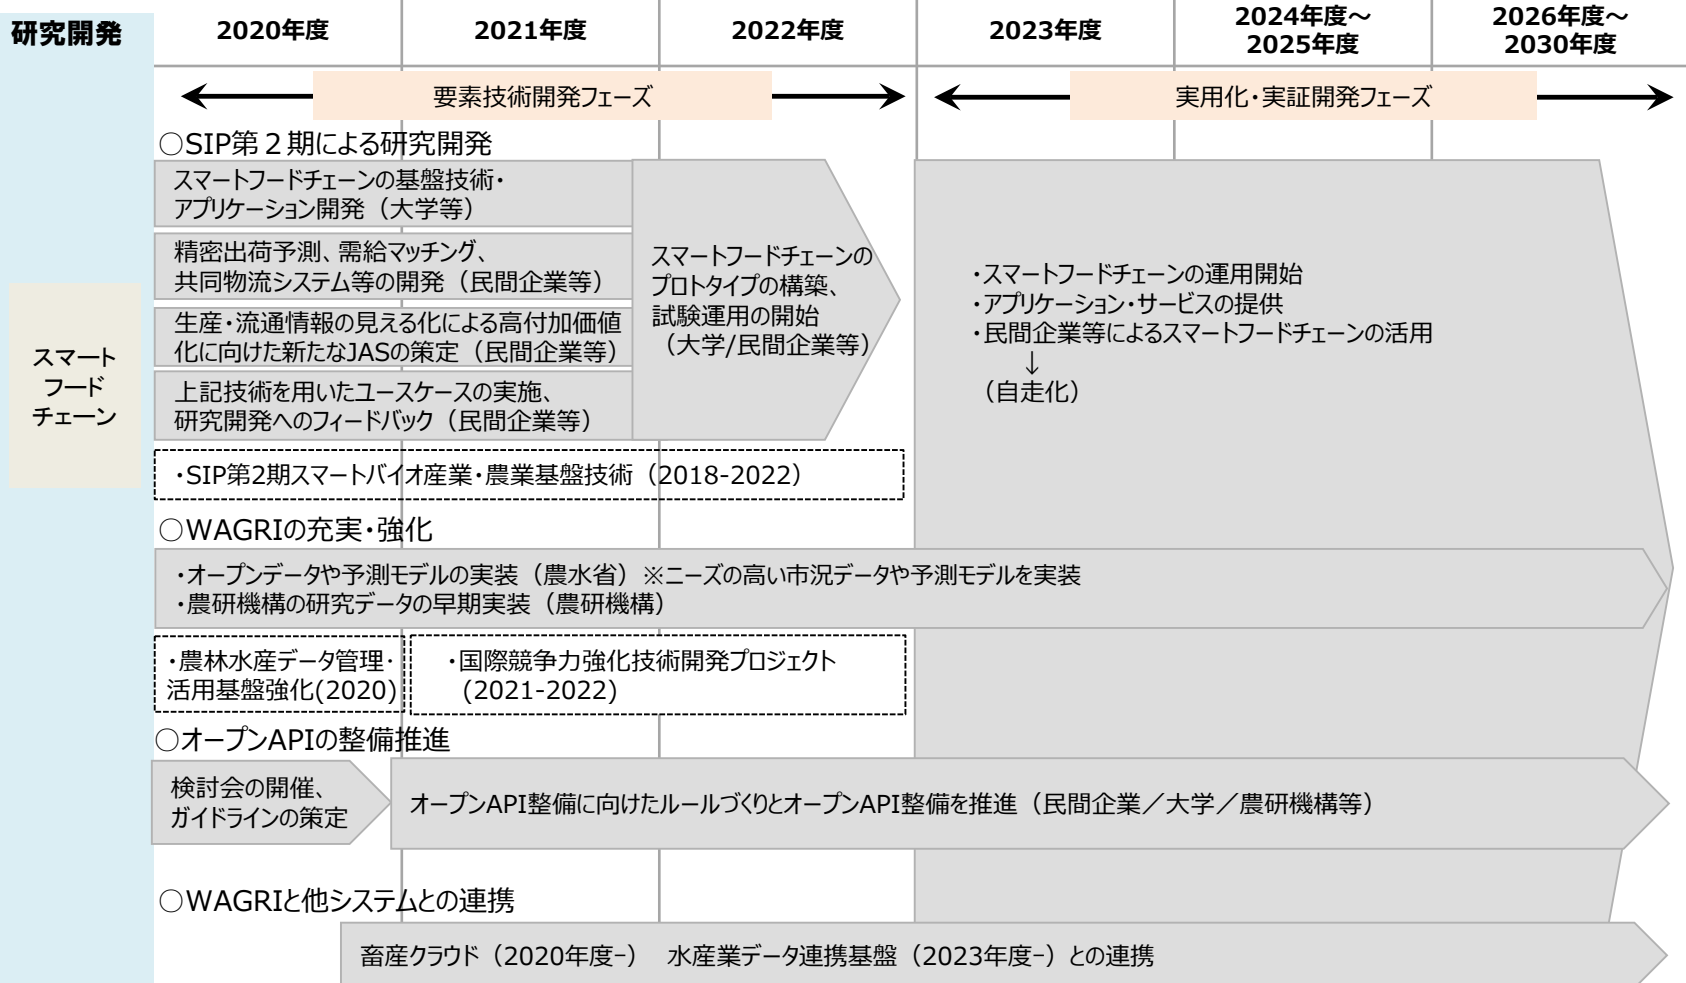 研究開発
2020年度
2021年度
2022年度
2023年度
2024年度～
2025年度
2026年度～
2030年度
要素技術開発フェーズ
実用化・実証開発フェーズ
スマート
フード
チェーン
○SIP第２期による研究開発
スマートフードチェーンの基盤技術・
アプリケーション開発（大学等）
精密出荷予測、需給マッチング、
共同物流システム等の開発（民間企業等）
生産・流通情報の見える化による高付加価値
化に向けた新たなJASの策定（民間企業等）
上記技術を用いたユースケースの実施、
研究開発へのフィードバック（民間企業等）
スマートフードチェーンの
プロトタイプの構築、
試験運用の開始
（大学/民間企業等）
・スマートフードチェーンの運用開始
・アプリケーション・サービスの提供
・民間企業等によるスマートフードチェーンの活用
↓
（自走化）
・SIP第2期スマートバイオ産業・農業基盤技術（2018-2022）
○WAGRIの充実・強化
・オープンデータや予測モデルの実装（農水省）※ニーズの高い市況データや予測モデルを実装
・農研機構の研究データの早期実装（農研機構）
・農林水産データ管理・
活用基盤強化(2020)
・国際競争力強化技術開発プロジェクト
(2021-2022)
○オープンAPIの整備推進
検討会の開催、
ガイドラインの策定
オープンAPI整備に向けたルールづくりとオープンAPI整備を推進（民間企業／大学／農研機構等）
○WAGRIと他システムとの連携
畜産クラウド（2020年度-）　水産業データ連携基盤（2023年度-）との連携